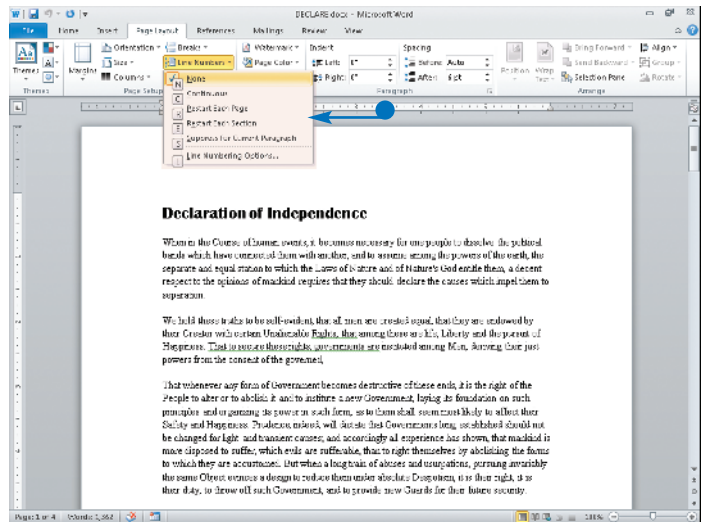 DECLARE.docx - Microsoft Word
File Home Insert Page Layout References Mailings Review View
Orientation Breaks Watermark Indent Spacing Bring Forward Align
Themes Margins Size Line Numbers Page Color Left: 0" Before: Auto Position Wrap Text Send Backward Group
Columns Right: 0" After: 6 pt Selection Pane Rotate
Themes Page Setup Paragraph Arrange
None
N
Continuous
C
Restart Each Page
R
Restart Each Section
E
Suppress for Current Paragraph
S
Line Numbering Options...
L
Declaration of Independence
When in the Course of human events, it becomes necessary for one people to dissolve the political
bands which have connected them with another, and to assume among the powers of the earth, the
separate and equal station to which the Laws of Nature and of Nature's God entitle them, a decent
respect to the opinions of mankind requires that they should declare the causes which impel them to
separation.
We hold these truths to be self-evident, that all men are created equal, that they are endowed by
their Creator with certain Unalienable Rights, that among these are life, Liberty and the pursuit of
Happiness. That to secure these rights, governments are instituted among Men, deriving their just
powers from the consent of the governed,
That whenever any form of Government becomes destructive of these ends, it is the right of the
People to alter or to abolish it and to institute a new Government, laying its foundation on such
principles and organizing its power in such form, as to them shall seem most likely to affect their
Safety and Happiness. Prudence, indeed, will dictate that Governments long established should not
be changed for light and transient causes; and accordingly all experience has shown, that mankind is
more disposed to suffer, which evils are sufferable, than to right themselves by abolishing the forms
to which they are accustomed. But when a long train of abuses and usurpations, pursuing invariably
the same Object evinces a design to reduce them under absolute Despotism, it is their right, it is
their duty, to throw off such Government, and to provide new Guards for their future security.
Page: 1 of 4 Words: 1,362